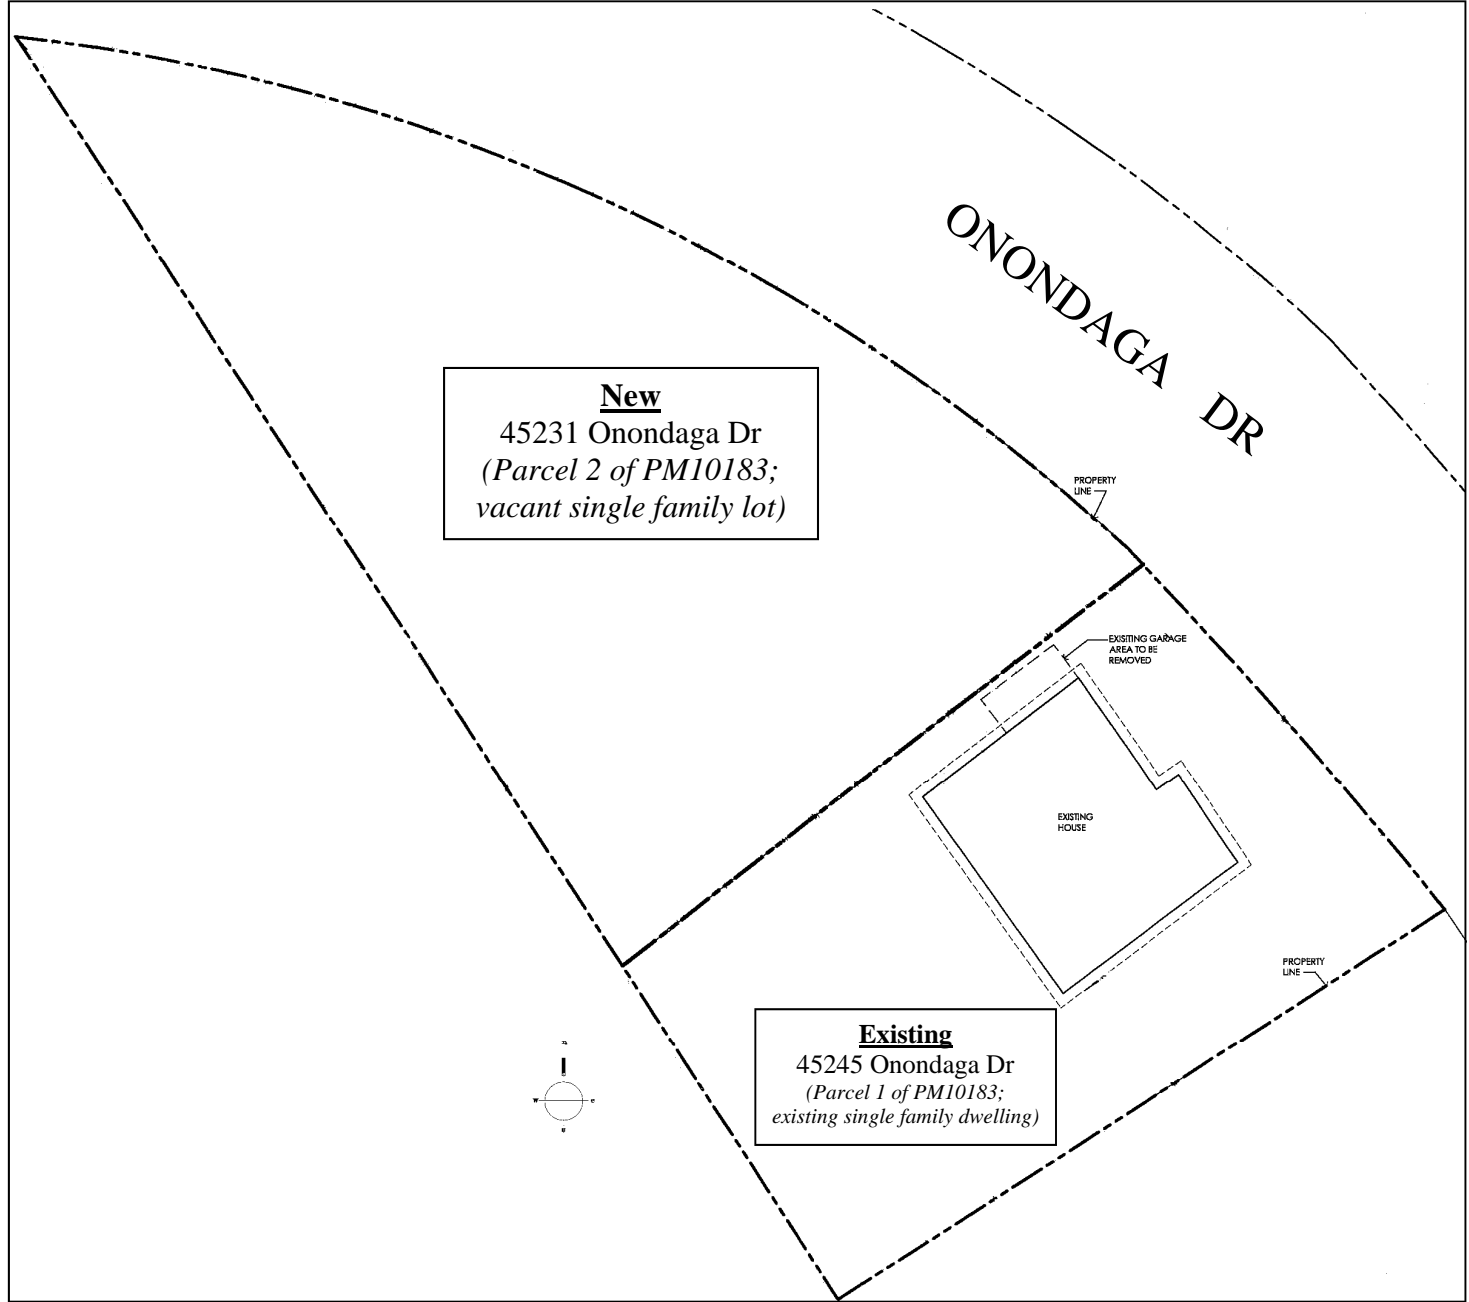 ONONDAGA DR
New
45231 Onondaga Dr
(Parcel 2 of PM10183;
vacant single family lot)
PROPERTY
LINE
EXISITING GARAGE
AREA TO BE
REMOVED
EXISTING
HOUSE
PROPERTY
LINE
Existing
45245 Onondaga Dr
(Parcel 1 of PM10183;
existing single family dwelling)